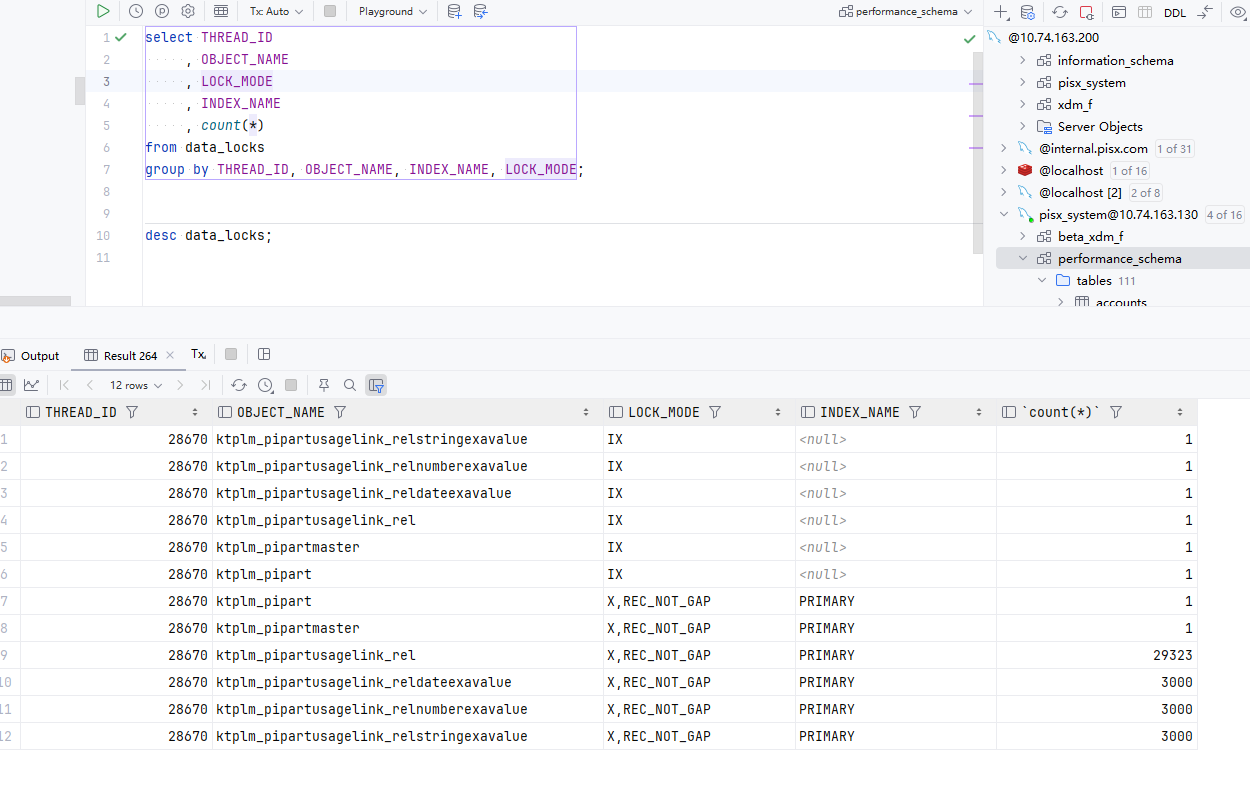 Tx: Auto
Playground
performance_schema
DDL
1 select THREAD_ID
2 , OBJECT_NAME
3 , LOCK_MODE
4 , INDEX_NAME
5 , count(*)
6 from data_locks
7 group by THREAD_ID, OBJECT_NAME, INDEX_NAME, LOCK_MODE;
8
9
10 desc data_locks;
11
@10.74.163.200
information_schema
pisx_system
xdm_f
Server Objects
@internal.pisx.com 1 of 31
@localhost 1 of 16
@localhost [2] 2 of 8
pisx_system@10.74.163.130 4 of 16
beta_xdm_f
performance_schema
tables 111
accounts
Output
Result 264
Tx
12 rows
THREAD_ID OBJECT_NAME LOCK_MODE INDEX_NAME `count(*)`
1 28670 ktplm_pipartusagelink_relstringexavalue IX <null> 1
2 28670 ktplm_pipartusagelink_relnumberexavalue IX <null> 1
3 28670 ktplm_pipartusagelink_reldateexavalue IX <null> 1
4 28670 ktplm_pipartusagelink_rel IX <null> 1
5 28670 ktplm_pipartmaster IX <null> 1
6 28670 ktplm_pipart IX <null> 1
7 28670 ktplm_pipart X,REC_NOT_GAP PRIMARY 1
8 28670 ktplm_pipartmaster X,REC_NOT_GAP PRIMARY 1
9 28670 ktplm_pipartusagelink_rel X,REC_NOT_GAP PRIMARY 29323
10 28670 ktplm_pipartusagelink_reldateexavalue X,REC_NOT_GAP PRIMARY 3000
11 28670 ktplm_pipartusagelink_relnumberexavalue X,REC_NOT_GAP PRIMARY 3000
12 28670 ktplm_pipartusagelink_relstringexavalue X,REC_NOT_GAP PRIMARY 3000